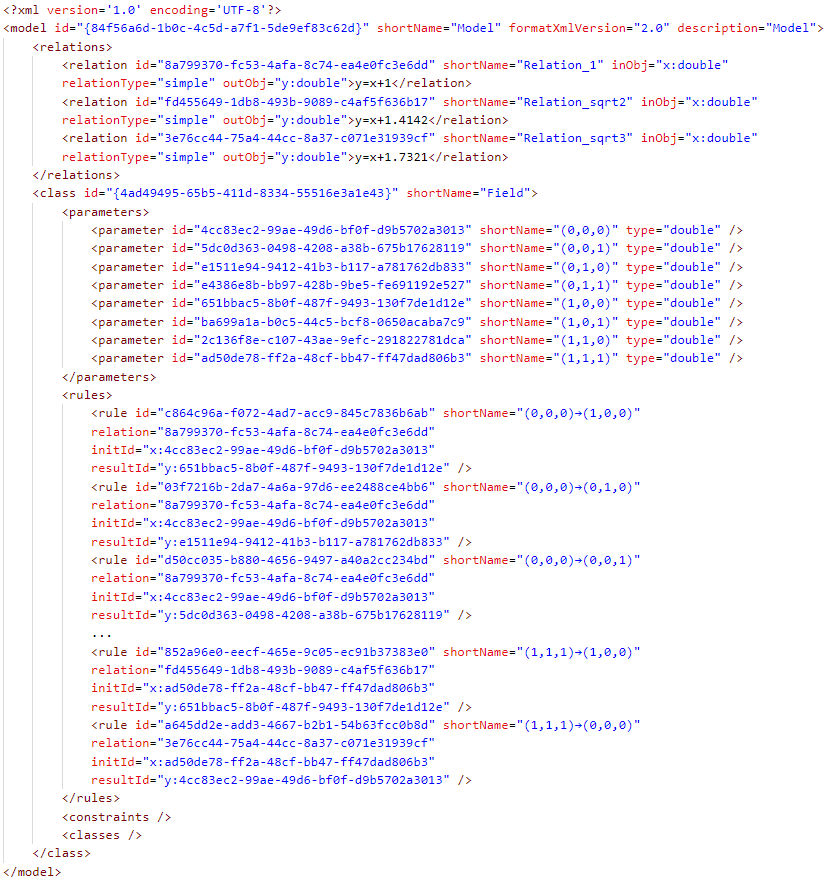 <?xml version='1.0' encoding='UTF-8'?>
<model id="{84f56a6d-1b0c-4c5d-a7f1-5de9ef83c62d}" shortName="Model" formatXmlVersion="2.0" description="Model">
<relations>
<relation id="8a799370-fc53-4afa-8c74-ea4e0fc3e6dd" shortName="Relation_1" inObj="x:double"
relationType="simple" outObj="y:double">y=x+1</relation>
<relation id="fd455649-1db8-493b-9089-c4af5f636b17" shortName="Relation_sqrt2" inObj="x:double"
relationType="simple" outObj="y:double">y=x+1.4142</relation>
<relation id="3e76cc44-75a4-44cc-8a37-c071e31939cf" shortName="Relation_sqrt3" inObj="x:double"
relationType="simple" outObj="y:double">y=x+1.7321</relation>
</relations>
<class id="{4ad49495-65b5-411d-8334-55516e3a1e43}" shortName="Field">
<parameters>
<parameter id="4cc83ec2-99ae-49d6-bf0f-d9b5702a3013" shortName="(0,0,0)" type="double" />
<parameter id="5dc0d363-0498-4208-a38b-675b17628119" shortName="(0,0,1)" type="double" />
<parameter id="e1511e94-9412-41b3-b117-a781762db833" shortName="(0,1,0)" type="double" />
<parameter id="e4386e8b-bb97-428b-9be5-fe691192e527" shortName="(0,1,1)" type="double" />
<parameter id="651bbac5-8b0f-487f-9493-130f7de1d12e" shortName="(1,0,0)" type="double" />
<parameter id="ba699a1a-b0c5-44c5-bcf8-0650acaba7c9" shortName="(1,0,1)" type="double" />
<parameter id="2c136f8e-c107-43ae-9efc-291822781dca" shortName="(1,1,0)" type="double" />
<parameter id="ad50de78-ff2a-48cf-bb47-ff47dad806b3" shortName="(1,1,1)" type="double" />
</parameters>
<rules>
<rule id="c864c96a-f072-4ad7-acc9-845c7836b6ab" shortName="(0,0,0)→(1,0,0)"
relation="8a799370-fc53-4afa-8c74-ea4e0fc3e6dd"
initId="x:4cc83ec2-99ae-49d6-bf0f-d9b5702a3013"
resultId="y:651bbac5-8b0f-487f-9493-130f7de1d12e" />
<rule id="03f7216b-2da7-4a6a-97d6-ee2488ce4bb6" shortName="(0,0,0)→(0,1,0)"
relation="8a799370-fc53-4afa-8c74-ea4e0fc3e6dd"
initId="x:4cc83ec2-99ae-49d6-bf0f-d9b5702a3013"
resultId="y:e1511e94-9412-41b3-b117-a781762db833" />
<rule id="d50cc035-b880-4656-9497-a40a2cc234bd" shortName="(0,0,0)→(0,0,1)"
relation="8a799370-fc53-4afa-8c74-ea4e0fc3e6dd"
initId="x:4cc83ec2-99ae-49d6-bf0f-d9b5702a3013"
resultId="y:5dc0d363-0498-4208-a38b-675b17628119" />
...
<rule id="852a96e0-eecf-465e-9c05-ec91b37383e0" shortName="(1,1,1)→(1,0,0)"
relation="fd455649-1db8-493b-9089-c4af5f636b17"
initId="x:ad50de78-ff2a-48cf-bb47-ff47dad806b3"
resultId="y:651bbac5-8b0f-487f-9493-130f7de1d12e" />
<rule id="a645dd2e-add3-4667-b2b1-54b63fcc0b8d" shortName="(1,1,1)→(0,0,0)"
relation="3e76cc44-75a4-44cc-8a37-c071e31939cf"
initId="x:ad50de78-ff2a-48cf-bb47-ff47dad806b3"
resultId="y:4cc83ec2-99ae-49d6-bf0f-d9b5702a3013" />
</rules>
<constraints />
<classes />
</class>
</model>